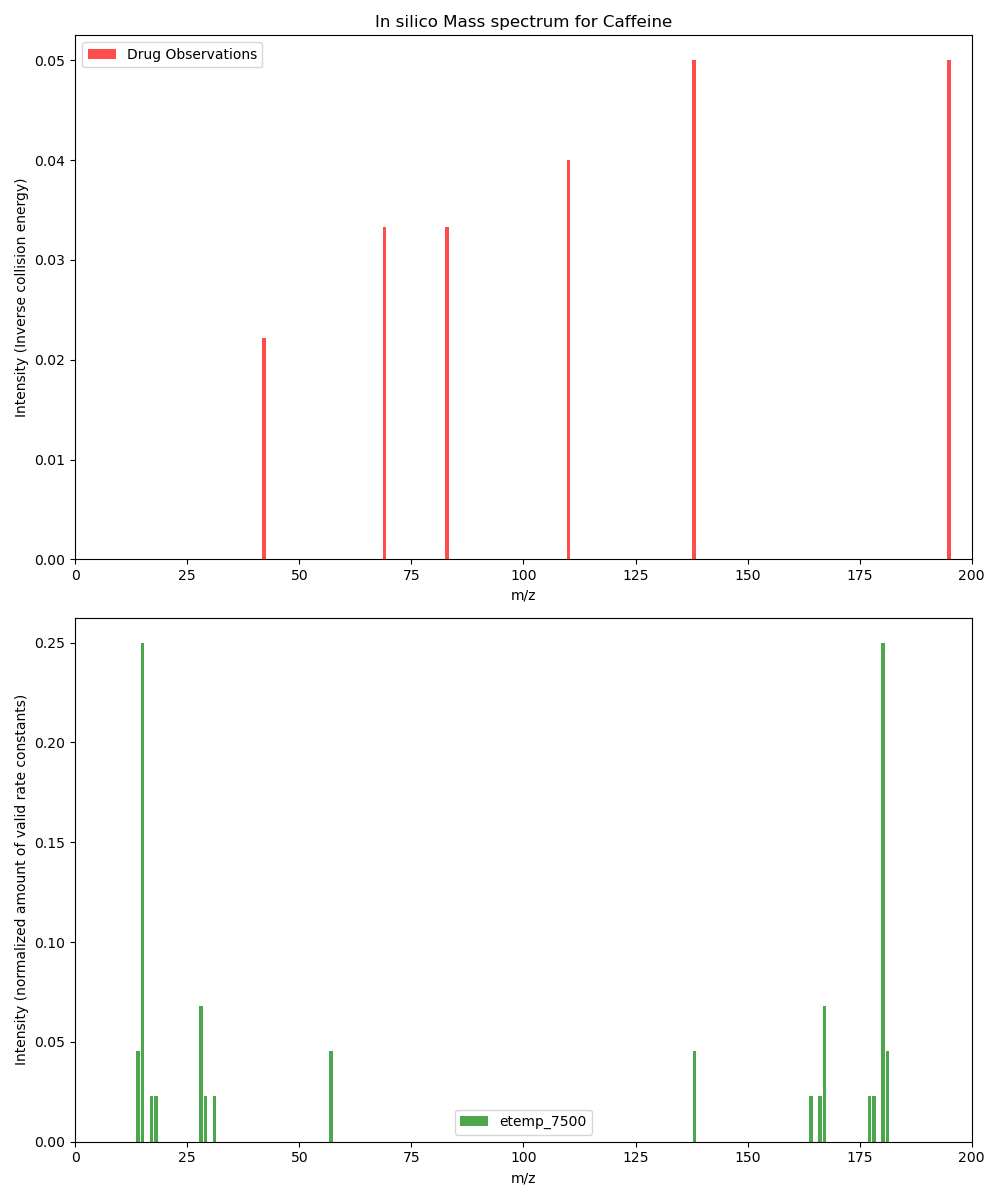 In silico Mass spectrum for Caffeine
Drug Observations
Intensity (Inverse collision energy)
0.05
0.04
0.03
0.02
0.01
0.00
0 25 50 75 100 125 150 175 200
m/z
Intensity (normalized amount of valid rate constants)
0.25
0.20
0.15
0.10
0.05
0.00
etemp_7500
0 25 50 75 100 125 150 175 200
m/z